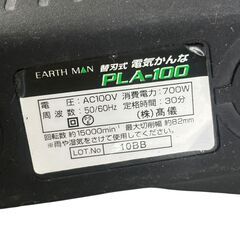 EARTH MAN 替刃式 電気かんな
PLA-100
電圧:AC100V 消費電力:700W
周波数:50/60Hz 定格時間:30分
(株)髙儀
回転数 約15000min⁻¹ 最大切削幅 約82mm
※雨や湿気をさけて使用してください。
LOT.No 10BB